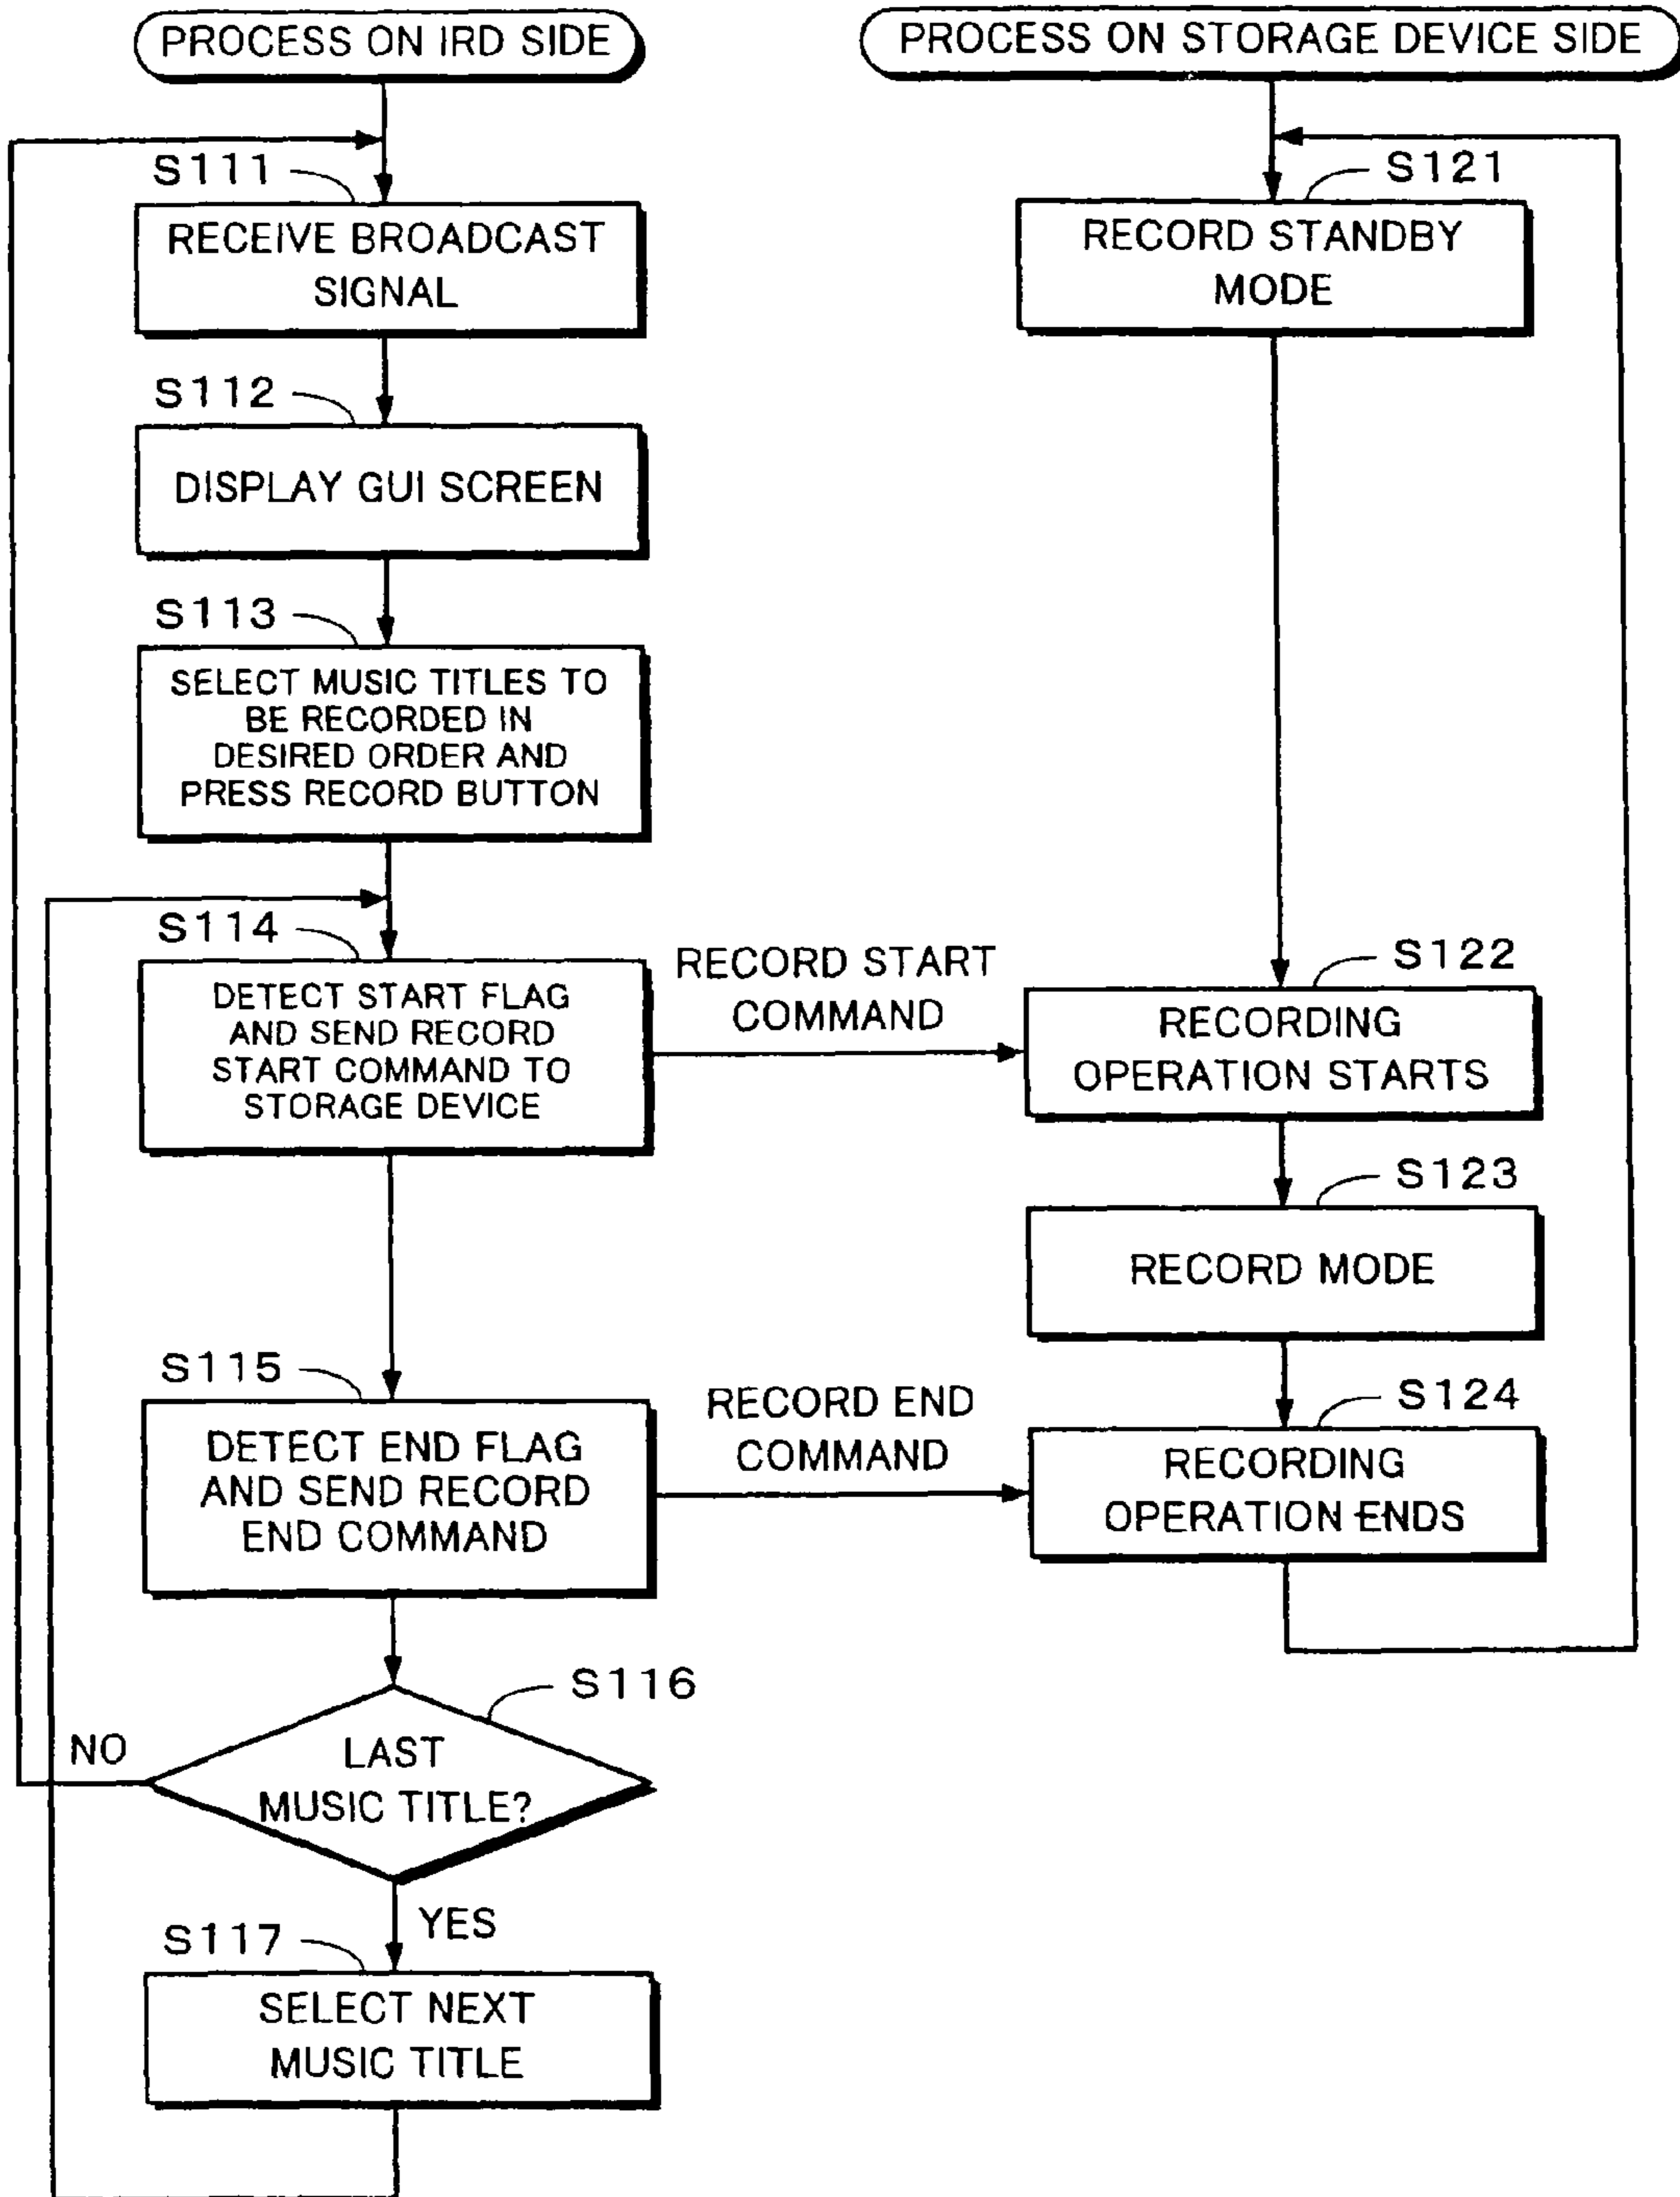 PROCESS ON IRD SIDE
S111
RECEIVE BROADCAST
SIGNAL
S112
DISPLAY GUI SCREEN
S113
SELECT MUSIC TITLES TO
BE RECORDED IN
DESIRED ORDER AND
PRESS RECORD BUTTON
S114
DETECT START FLAG
AND SEND RECORD
START COMMAND TO
STORAGE DEVICE
RECORD START
COMMAND
S115
DETECT END FLAG
AND SEND RECORD
END COMMAND
RECORD END
COMMAND
S116
LAST
MUSIC TITLE?
NO
YES
S117
SELECT NEXT
MUSIC TITLE
PROCESS ON STORAGE DEVICE SIDE
S121
RECORD STANDBY
MODE
S122
RECORDING
OPERATION STARTS
S123
RECORD MODE
S124
RECORDING
OPERATION ENDS